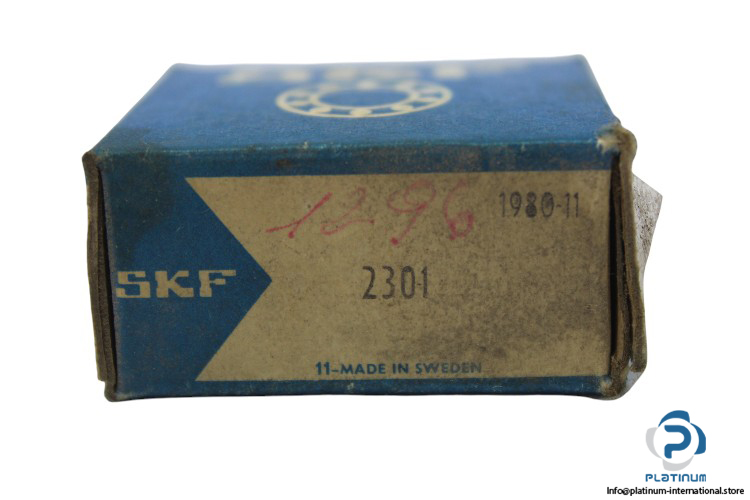 1296
1980-11
SKF
2301
11-MADE IN SWEDEN
PLATINUM
Info@platinum-international.store